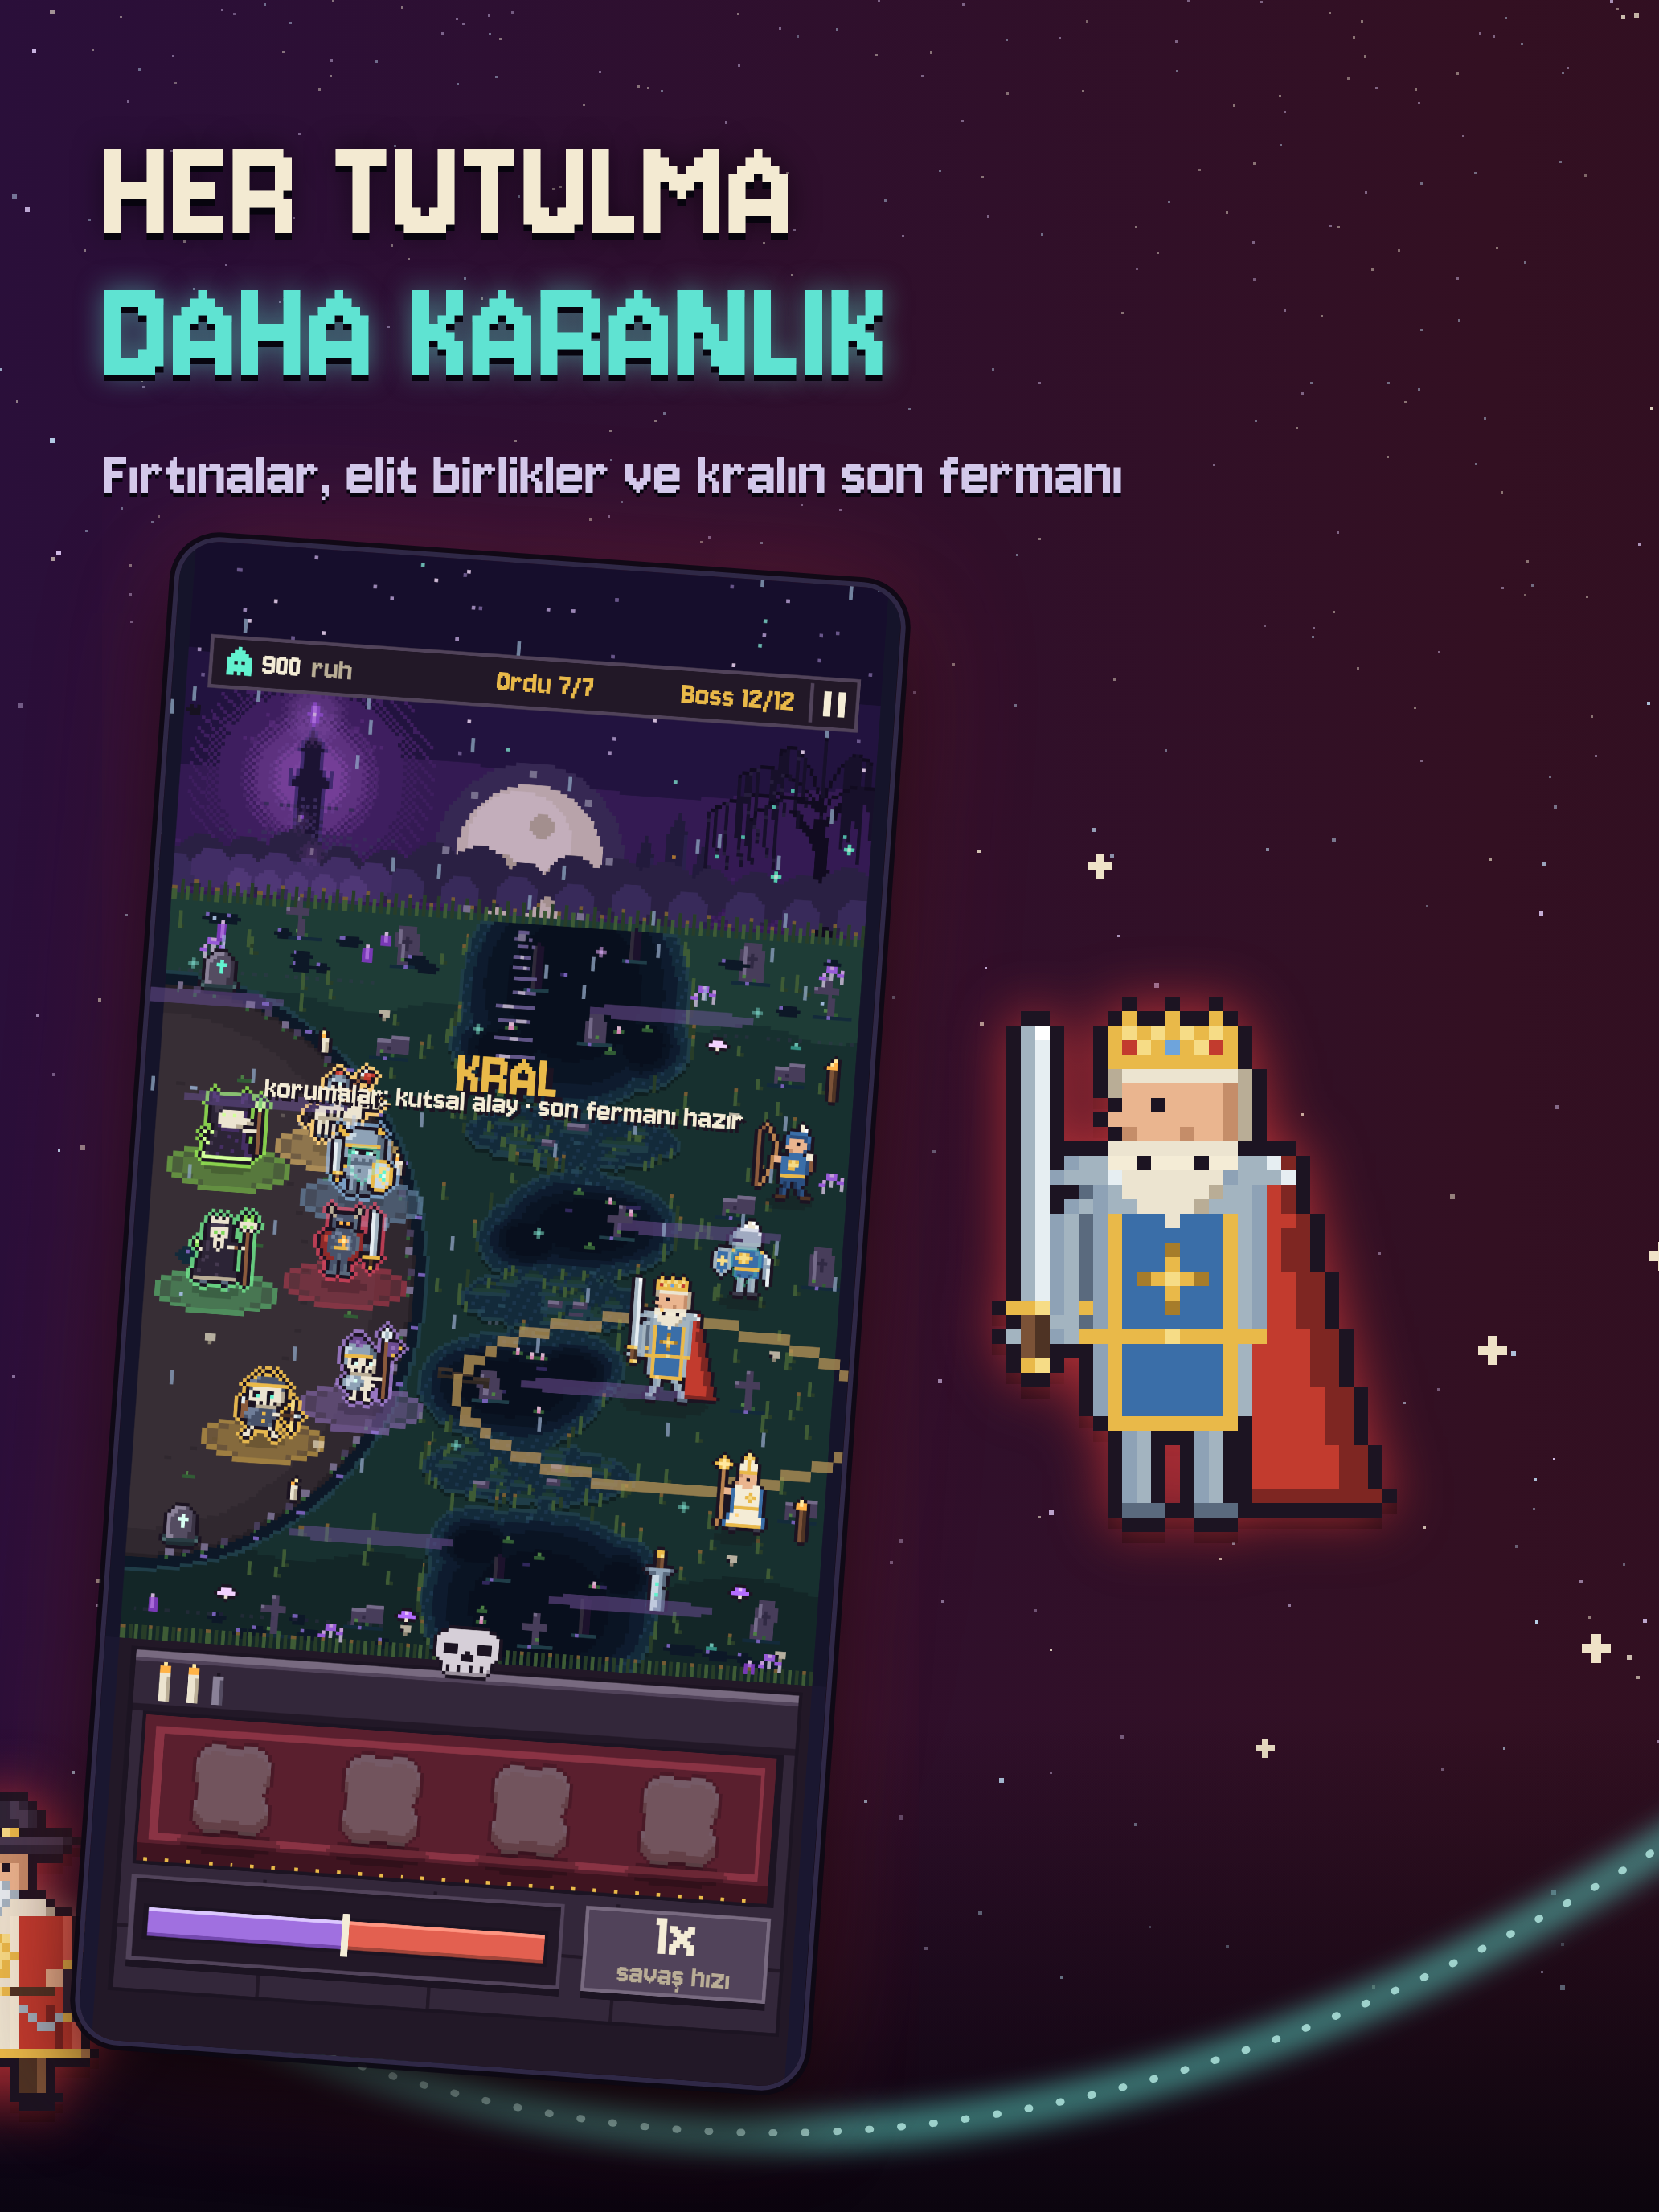 HER TUTULMA
DAHA KARANLIK
Fırtınalar, elit birlikler ve kralın son fermanı
900 ruh
Ordu 7/7
Boss 12/12
KRAL
korumalar: kutsal alay · son fermanı hazır
1x
savaş hızı